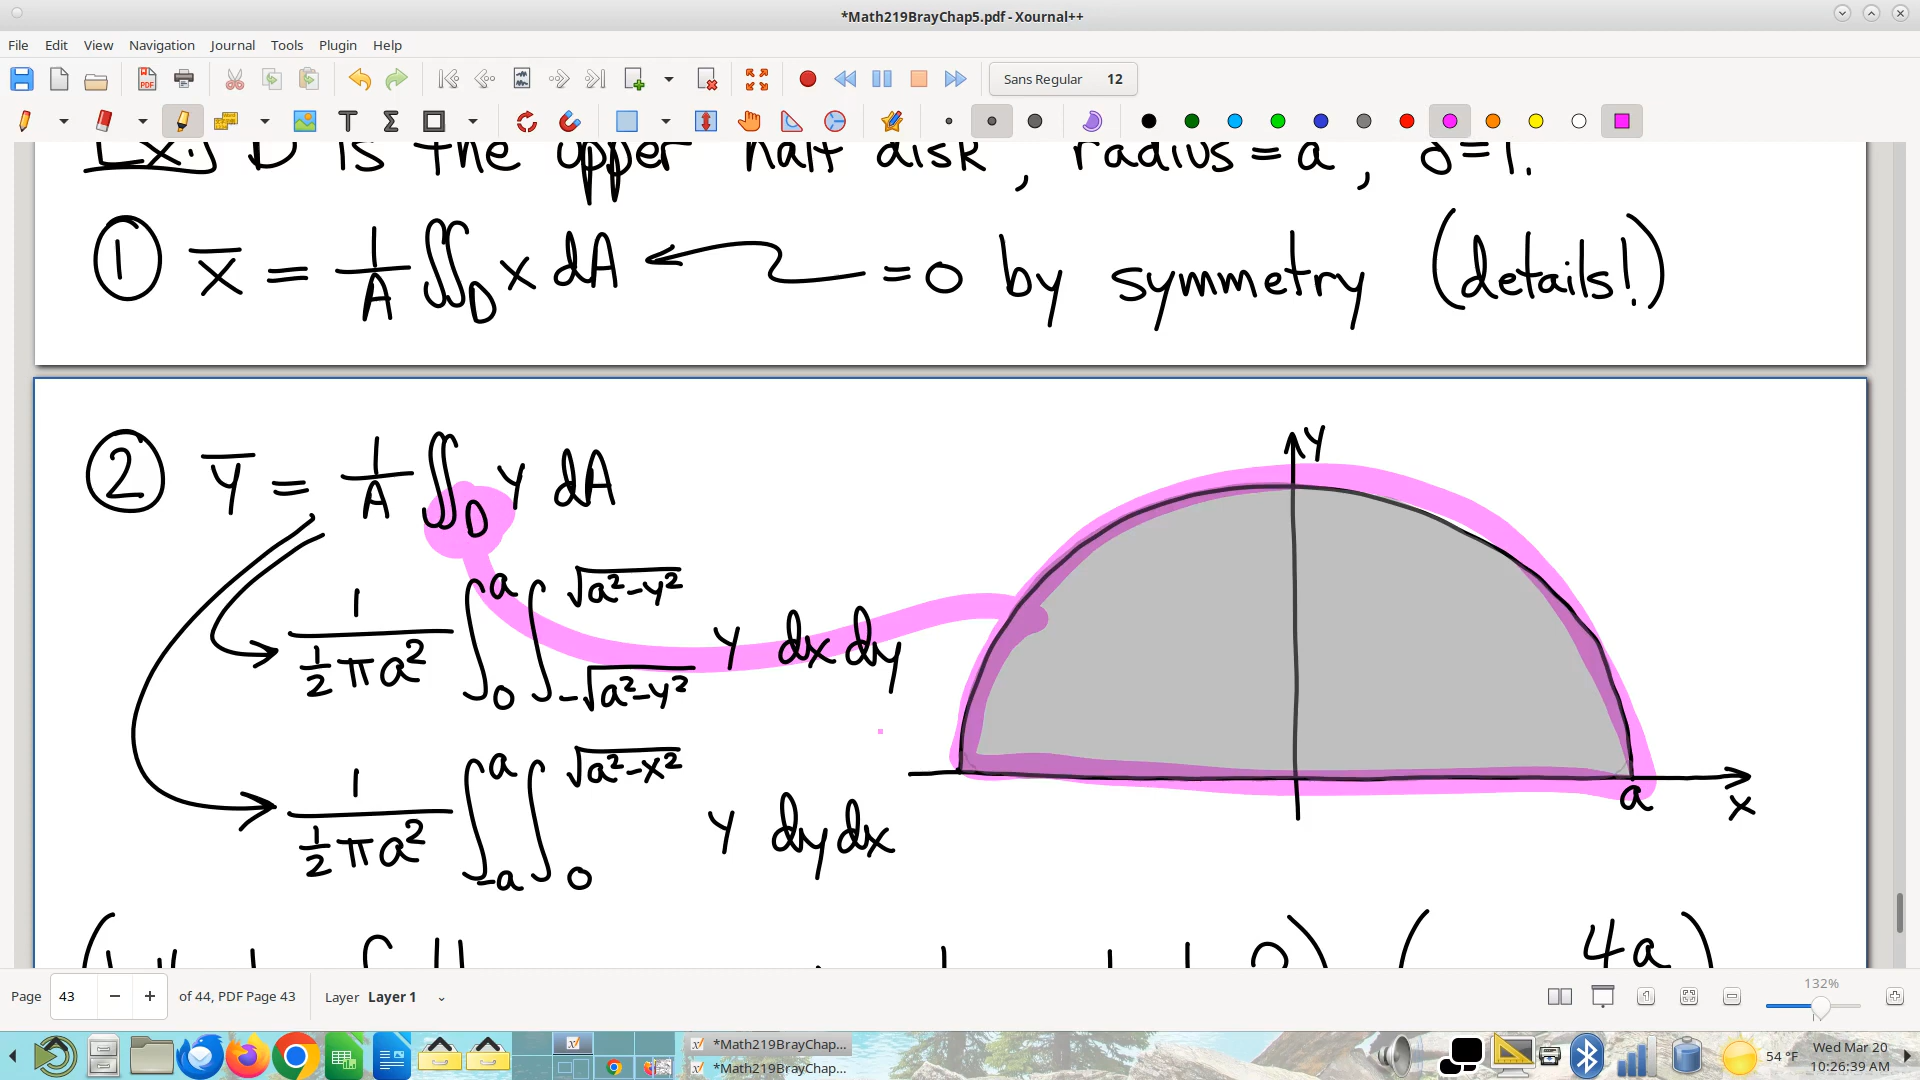 *Math219BrayChap5.pdf - Xournal++
File Edit View Navigation Journal Tools Plugin Help
Sans Regular 12
Ex.) D is the upper half disk, radius = a, δ=1.
① x̅ = 1/A ∬_D x dA = 0 by symmetry (details!)
② y̅ = 1/A ∬_D y dA
1/(½πa²) ∫_0^a ∫_{-√(a²-y²)}^{√(a²-y²)} y dx dy
1/(½πa²) ∫_{-a}^a ∫_0^{√(a²-x²)} y dy dx
y
a
x
4a
Page 43 of 44, PDF Page 43 Layer Layer 1
132%
*Math219BrayChap...
*Math219BrayChap...
54 °F
Wed Mar 20
10:26:39 AM